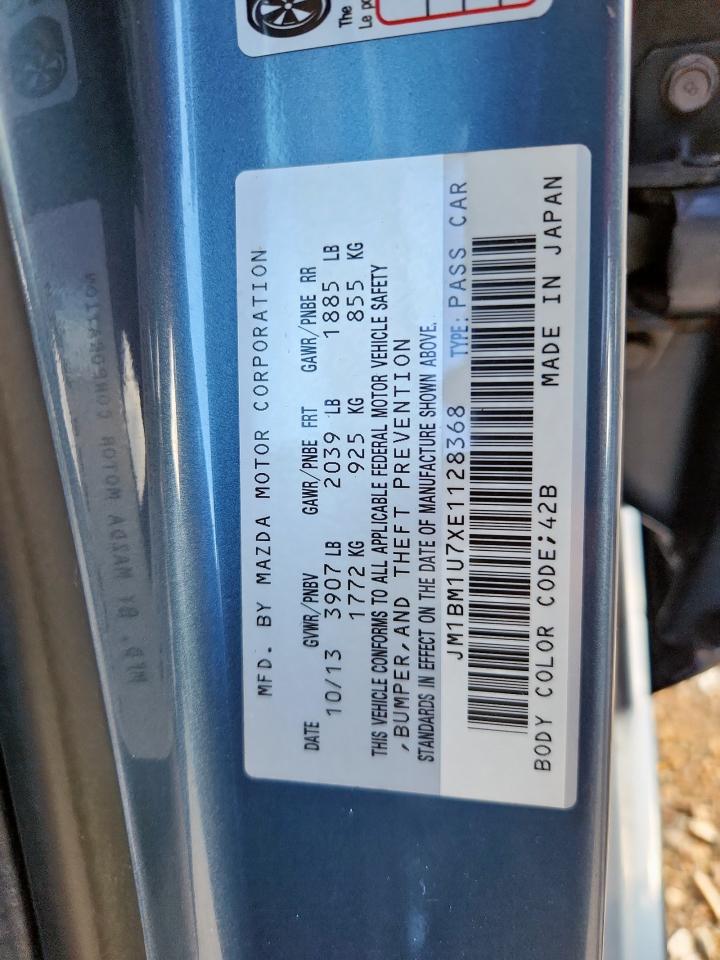 The
Le po
MFD. BY MAZDA MOTOR CORPORATION
DATE GVWR/PNBV GAWR/PNBE FRT GAWR/PNBE RR
10/13 3907 LB 2039 LB 1885 LB
1772 KG 925 KG 855 KG
THIS VEHICLE CONFORMS TO ALL APPLICABLE FEDERAL MOTOR VEHICLE SAFETY
,BUMPER,AND THEFT PREVENTION
STANDARDS IN EFFECT ON THE DATE OF MANUFACTURE SHOWN ABOVE.
JM1BM1U7XE1128368 TYPE: PASS CAR
BODY COLOR CODE;42B MADE IN JAPAN